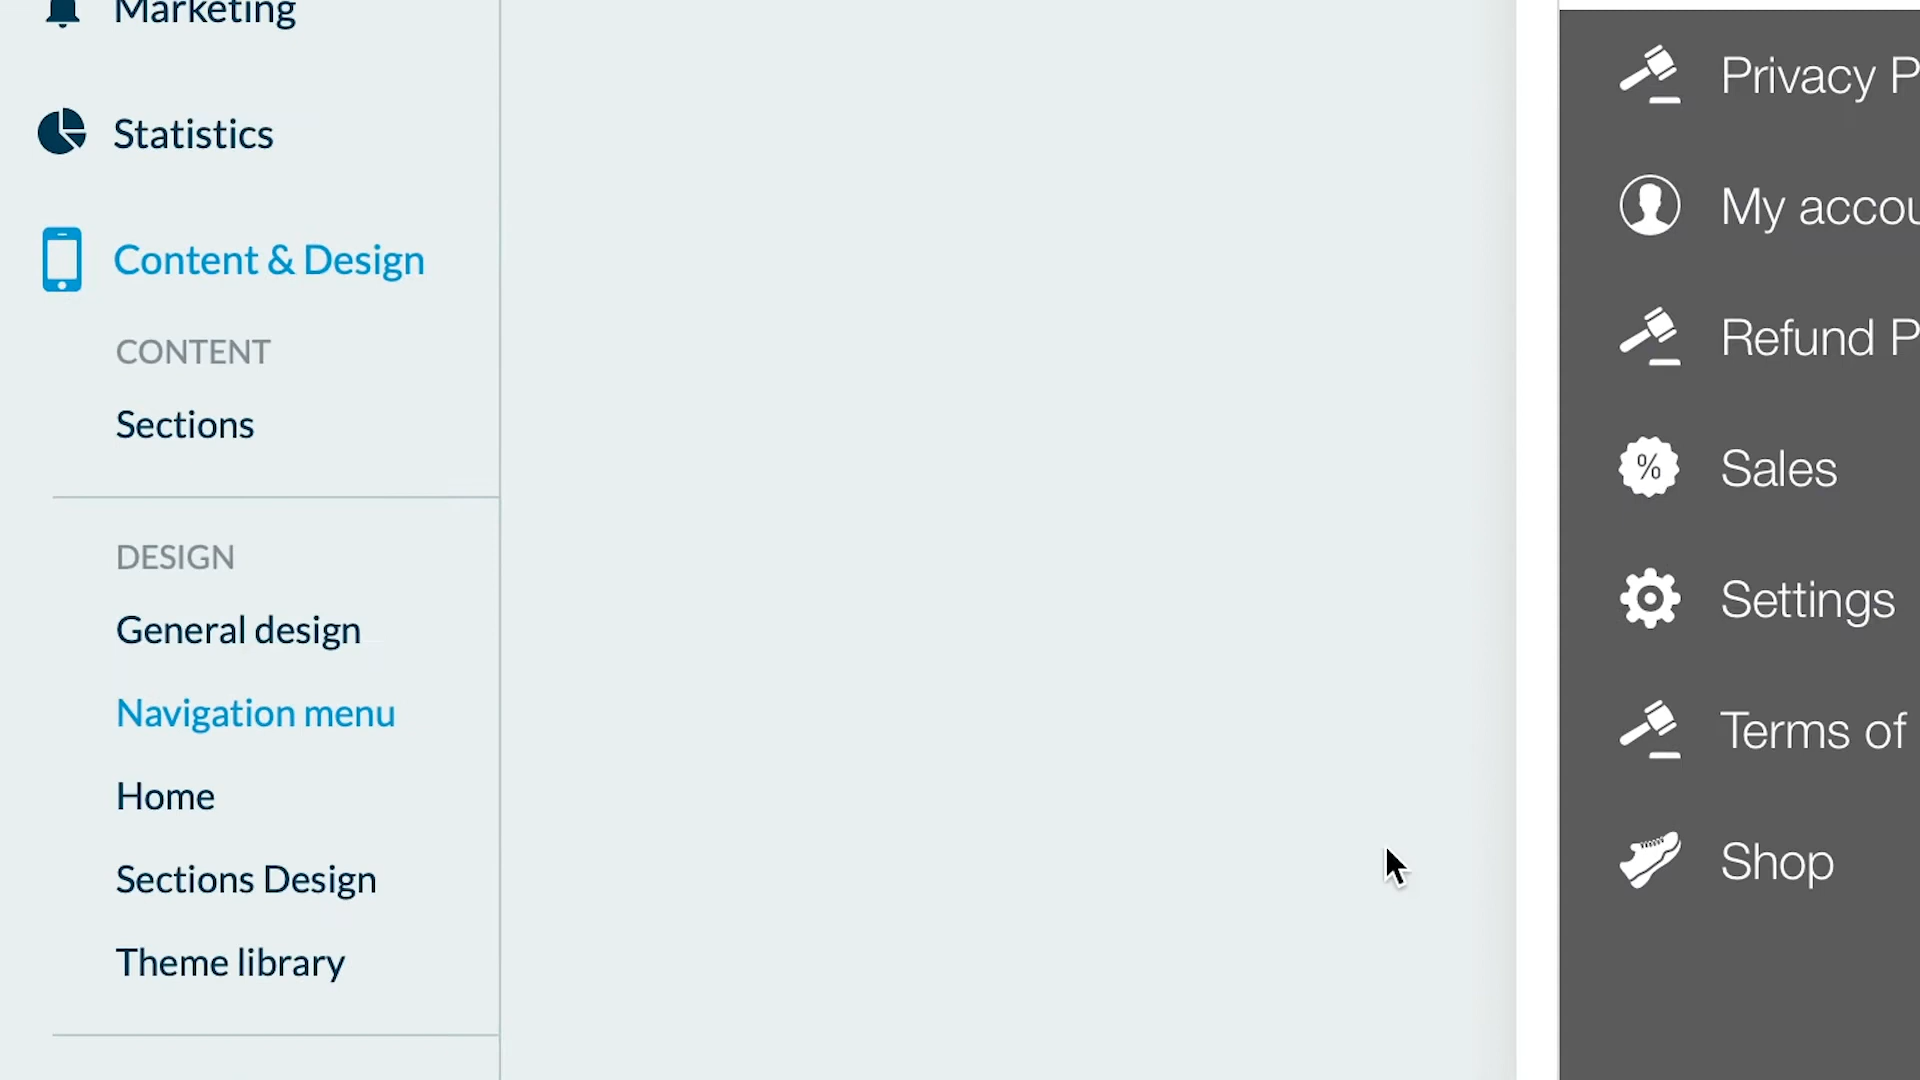 Marketing
Statistics
Content & Design
CONTENT
Sections
DESIGN
General design
Navigation menu
Home
Sections Design
Theme library
Privacy P
My accou
Refund P
%
Sales
Settings
Terms of
Shop